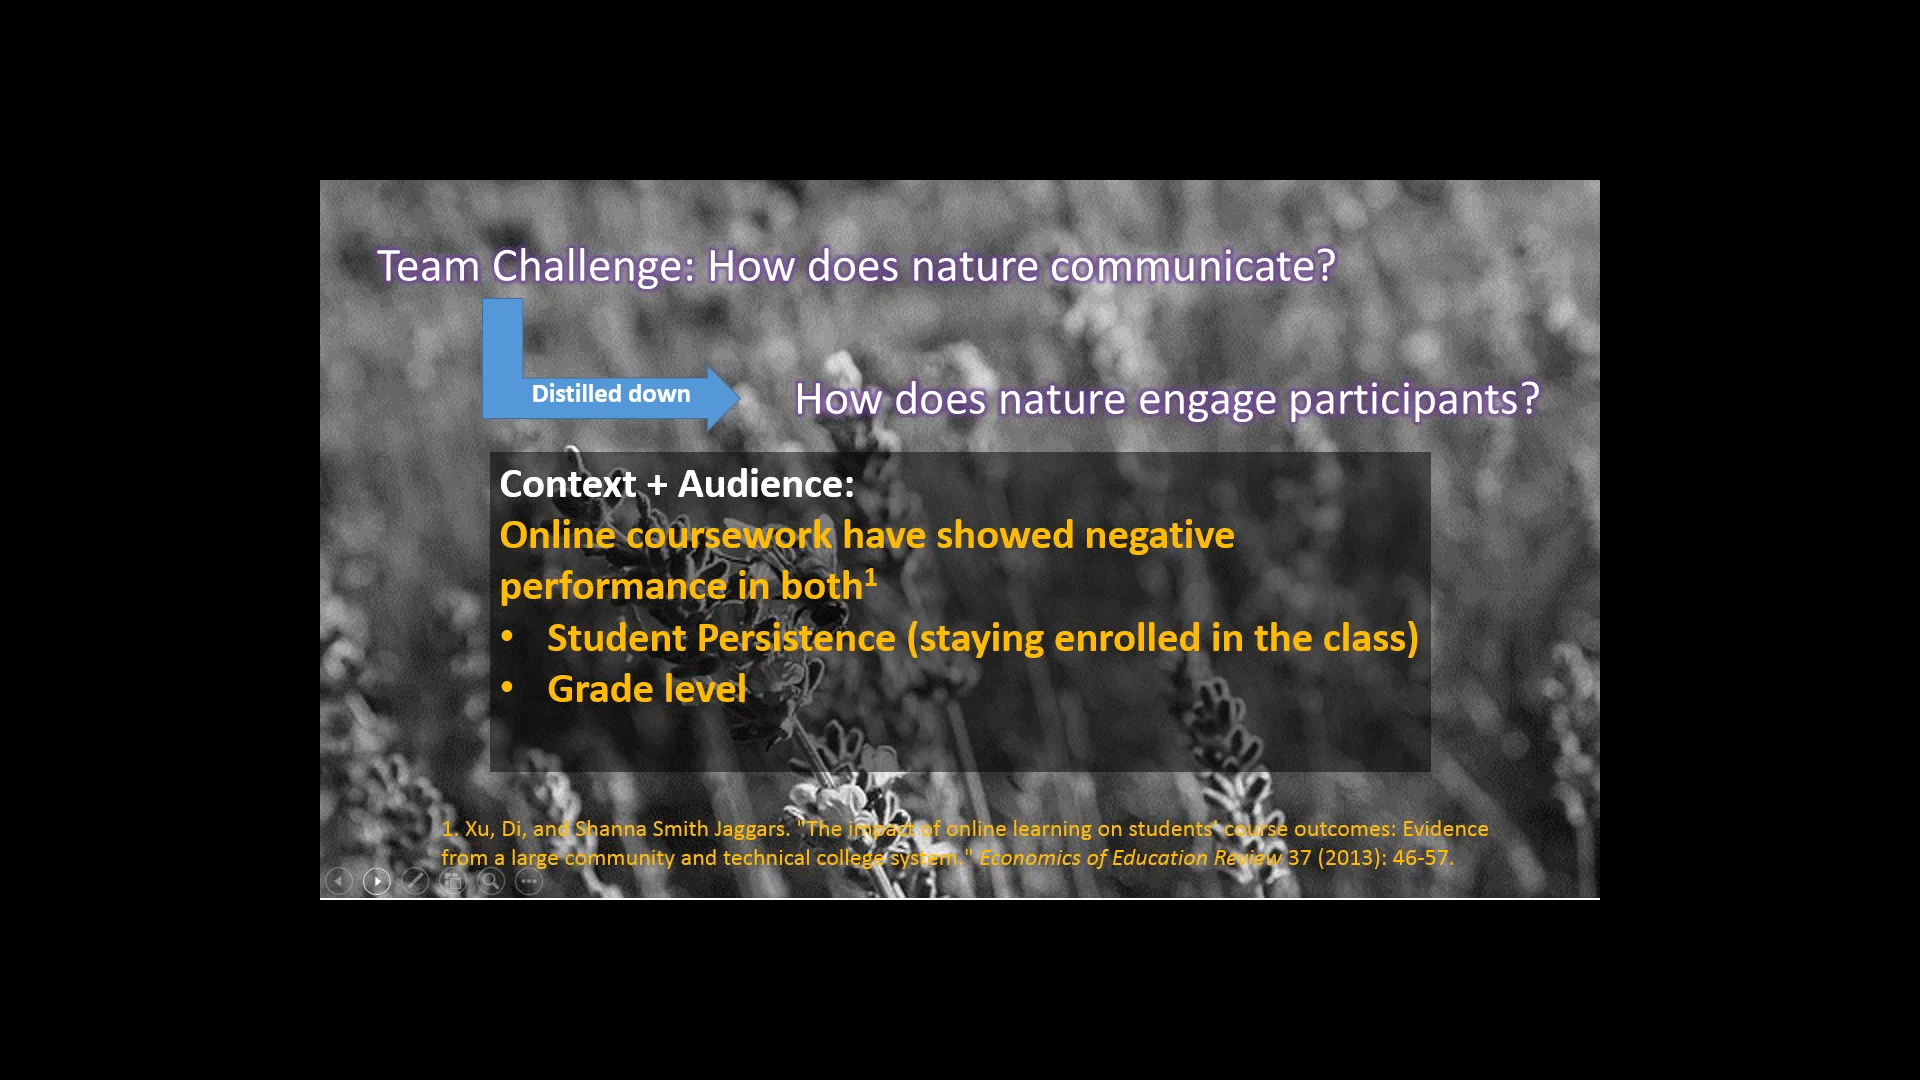 Team Challenge: How does nature communicate?
Distilled down
How does nature engage participants?
Context + Audience:
Online coursework have showed negative
performance in both¹
• Student Persistence (staying enrolled in the class)
• Grade level
1. Xu, Di, and Shanna Smith Jaggars. "The impact of online learning on students' course outcomes: Evidence
from a large community and technical college system." Economics of Education Review 37 (2013): 46-57.